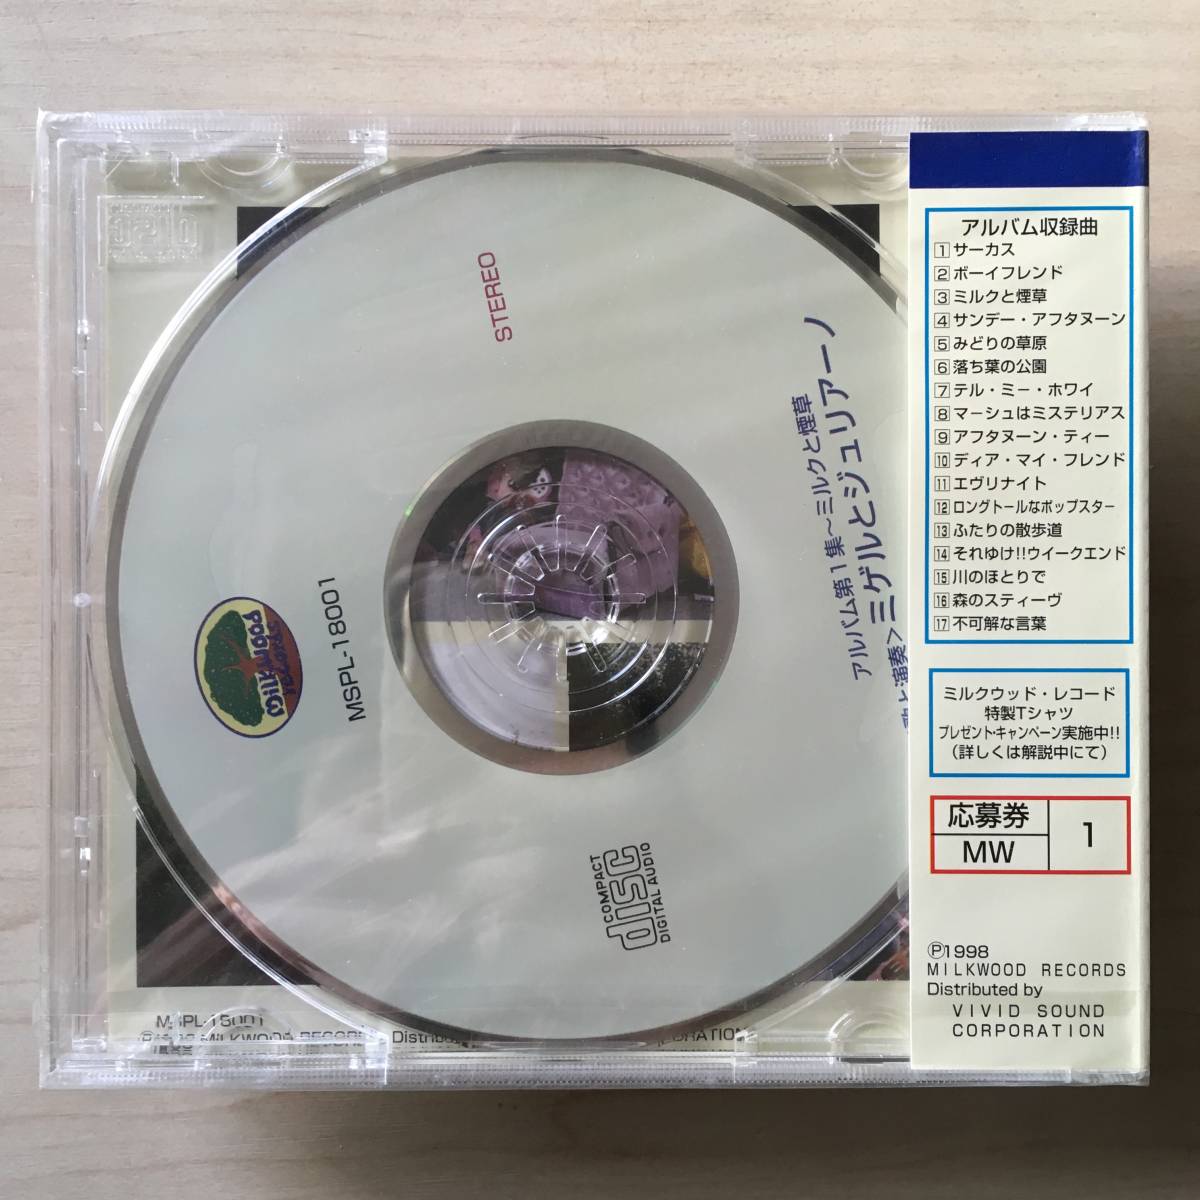 アルバム収録曲
1 サーカス
2 ボーイフレンド
3 ミルクと煙草
4 サンデー・アフタヌーン
5 みどりの草原
6 落ち葉の公園
7 テル・ミー・ホワイ
8 マーシュはミステリアス
9 アフタヌーン・ティー
10 ディア・マイ・フレンド
11 エヴリナイト
12 ロングトールなポップスター
13 ふたりの散歩道
14 それゆけ!!ウイークエンド
15 川のほとりで
16 森のスティーヴ
17 不可解な言葉
ミルクウッド・レコード
特製Tシャツ
プレゼント・キャンペーン実施中!!
（詳しくは解説中にて）
応募券
MW
1
Ⓟ1998
MILKWOOD RECORDS
Distributed by
VIVID SOUND
CORPORATION
STEREO
MSPL-18001
milkwood
records
アルバム第1集～ミルクと煙草
歌と演奏>ミゲルとジュリアーノ
COMPACT
disc
DIGITAL AUDIO
MSPL-18001
MILKWOOD RECORD